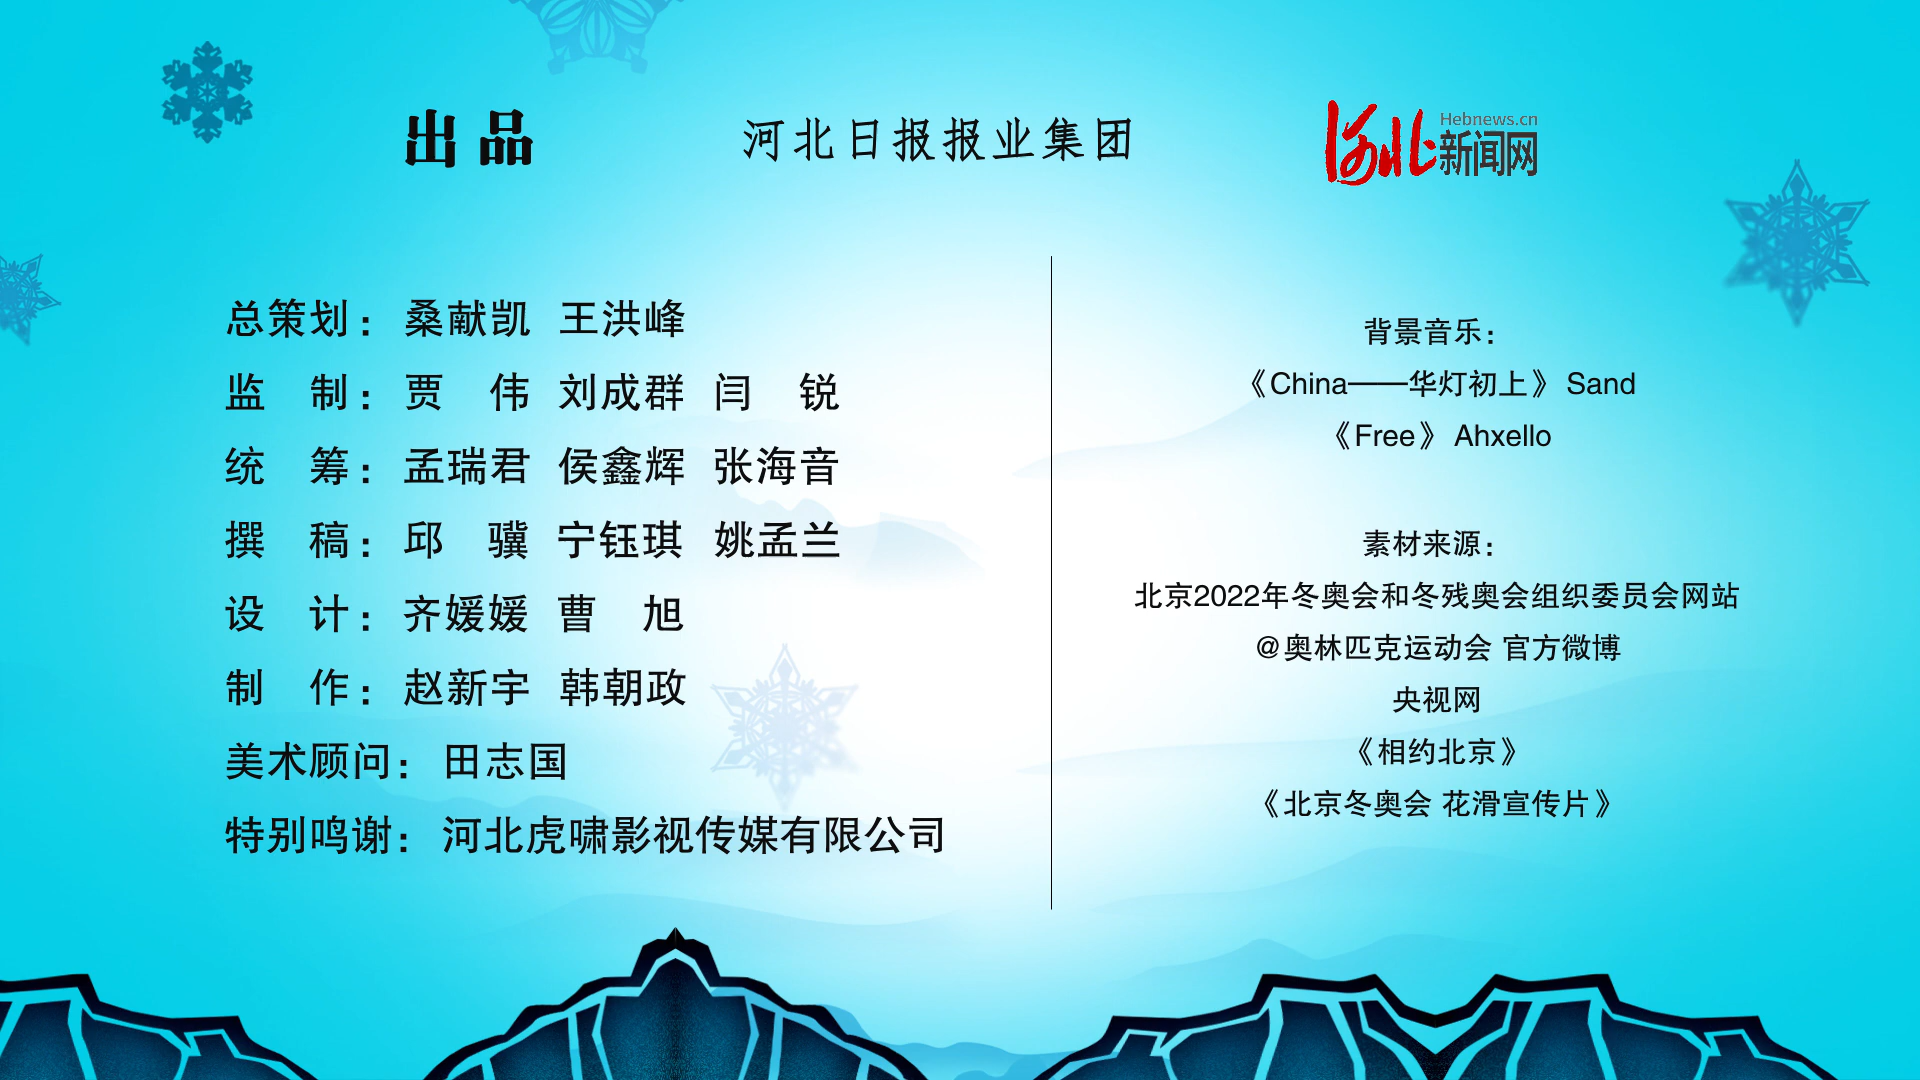 出品 河北日报报业集团 河北新闻网 Hebnews.cn
总策划：桑献凯 王洪峰
监 制：贾 伟 刘成群 闫 锐
统 筹：孟瑞君 侯鑫辉 张海音
撰 稿：邱 骥 宁钰琪 姚孟兰
设 计：齐媛媛 曹 旭
制 作：赵新宇 韩朝政
美术顾问：田志国
特别鸣谢：河北虎啸影视传媒有限公司
背景音乐：
《China——华灯初上》Sand
《Free》Ahxello
素材来源：
北京2022年冬奥会和冬残奥会组织委员会网站
@奥林匹克运动会 官方微博
央视网
《相约北京》
《北京冬奥会 花滑宣传片》